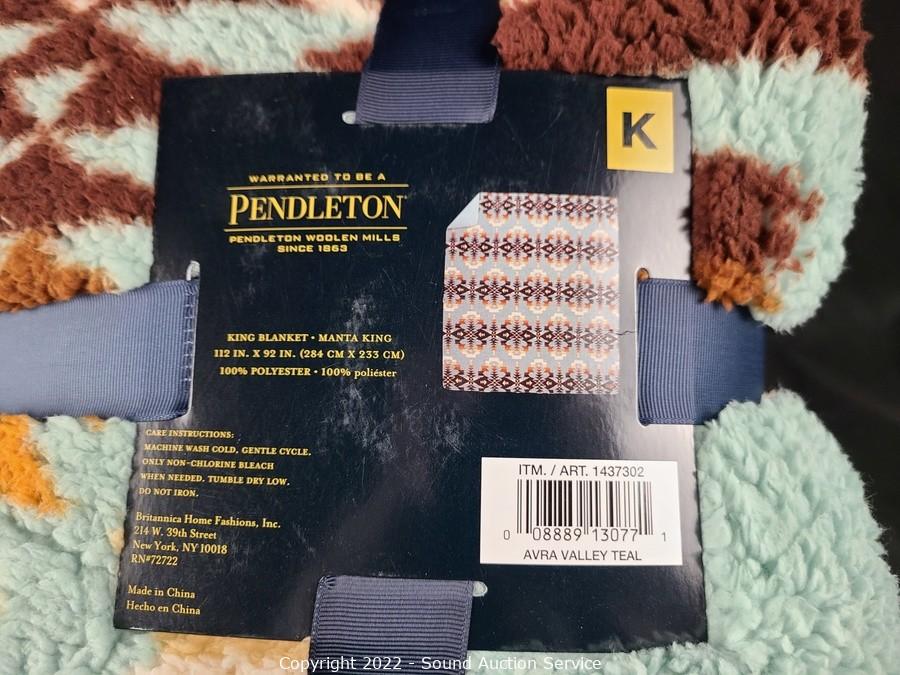 K
WARRANTED TO BE A
PENDLETON
PENDLETON WOOLEN MILLS
SINCE 1863
KING BLANKET • MANTA KING
112 IN. X 92 IN. (284 CM X 233 CM)
100% POLYESTER • 100% poliéster
CARE INSTRUCTIONS:
MACHINE WASH COLD, GENTLE CYCLE.
ONLY NON-CHLORINE BLEACH
WHEN NEEDED. TUMBLE DRY LOW.
DO NOT IRON.
Britannica Home Fashions, Inc.
214 W. 39th Street
New York, NY 10018
RN#72722
Made in China
Hecho en China
ITM. / ART. 1437302
0 08889 13077 1
AVRA VALLEY TEAL
Copyright 2022 - Sound Auction Service